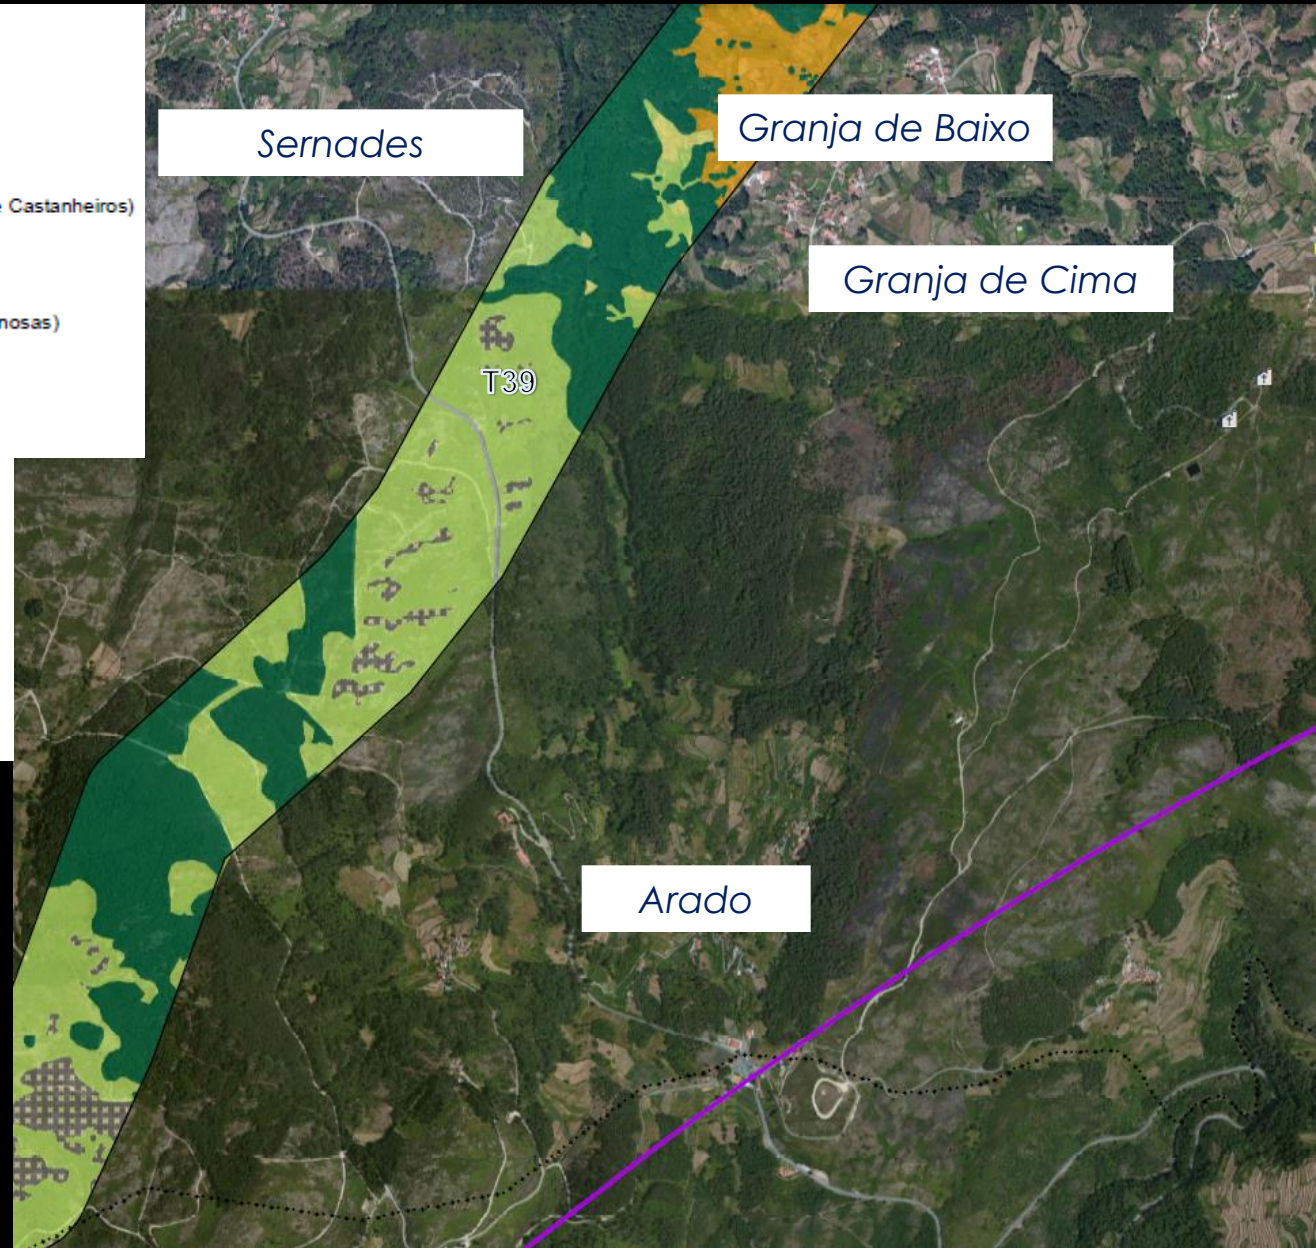 Sernades
Granja de Baixo
Castanheiros)
Granja de Cima
nosas)
T39
Arado